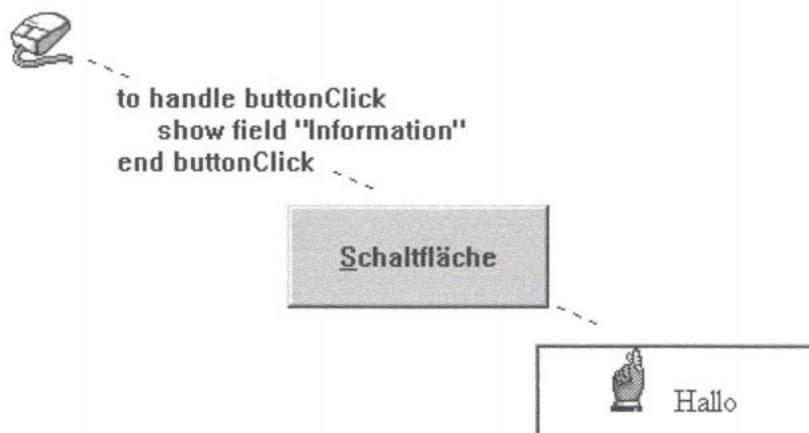 to handle buttonClick
show field "Information"
end buttonClick
Schaltfläche
Hallo